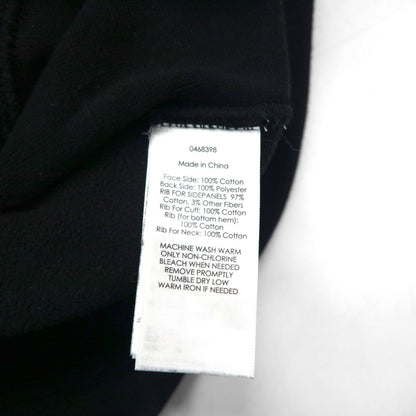 0468398
Made in China
Face Side: 100% Cotton
Back Side: 100% Polyester
RIB FOR SIDEPANELS 97%
Cotton, 3% Other Fibers
Rib For Cuff: 100% Cotton
Rib (for bottom hem):
100% Cotton
Rib For Neck: 100% Cotton
MACHINE WASH WARM
ONLY NON-CHLORINE
BLEACH WHEN NEEDED
REMOVE PROMPTLY
TUMBLE DRY LOW
WARM IRON IF NEEDED